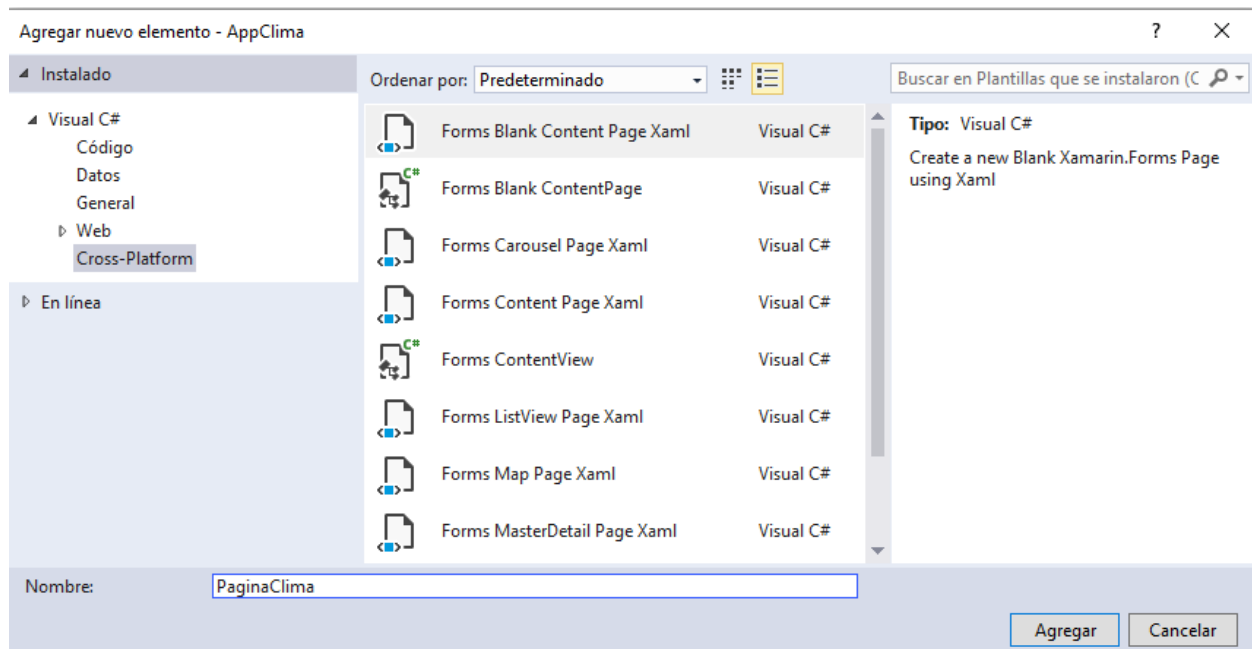 Agregar nuevo elemento - AppClima
?
Instalado
Ordenar por: Predeterminado
Buscar en Plantillas que se instalaron (C
Visual C#
Código
Datos
General
Web
Cross-Platform
En línea
Forms Blank Content Page Xaml Visual C#
Forms Blank ContentPage Visual C#
Forms Carousel Page Xaml Visual C#
Forms Content Page Xaml Visual C#
Forms ContentView Visual C#
Forms ListView Page Xaml Visual C#
Forms Map Page Xaml Visual C#
Forms MasterDetail Page Xaml Visual C#
Tipo: Visual C#
Create a new Blank Xamarin.Forms Page
using Xaml
Nombre: PaginaClima
Agregar Cancelar